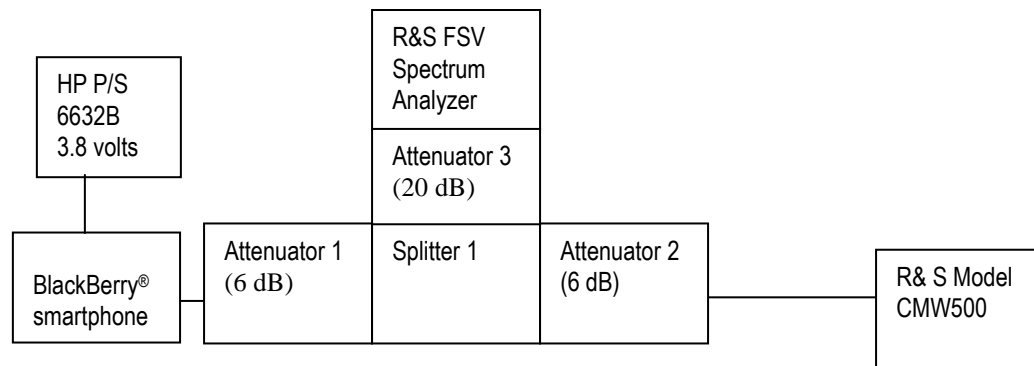 R&S FSV
Spectrum
Analyzer
HP P/S
6632B
3.8 volts
Attenuator 3
(20 dB)
Attenuator 1
(6 dB)
Splitter 1
Attenuator 2
(6 dB)
BlackBerry®
smartphone
R& S Model
CMW500